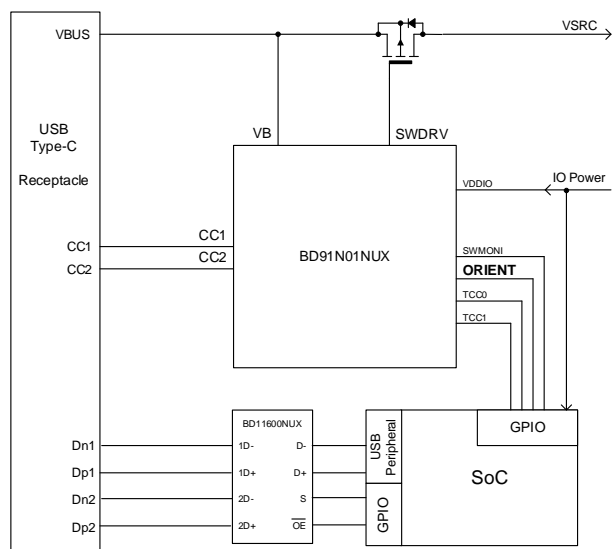 VBUS
VSRC
USB
Type-C
Receptacle
VB
SWDRV
VDDIO
IO Power
CC1
CC1
CC2
CC2
BD91N01NUX
SWMONI
ORIENT
TCC0
TCC1
BD11600NUX
GPIO
Dn1
1D-
D-
Dp1
1D+
D+
USB
Peripheral
SoC
Dn2
2D-
S
Dp2
2D+
OE
GPIO